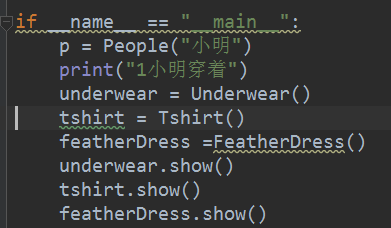 if __name__ == "__main__":
    p = People("小明")
    print("1小明穿着")
    underwear = Underwear()
    tshirt = Tshirt()
    featherDress =FeatherDress()
    underwear.show()
    tshirt.show()
    featherDress.show()